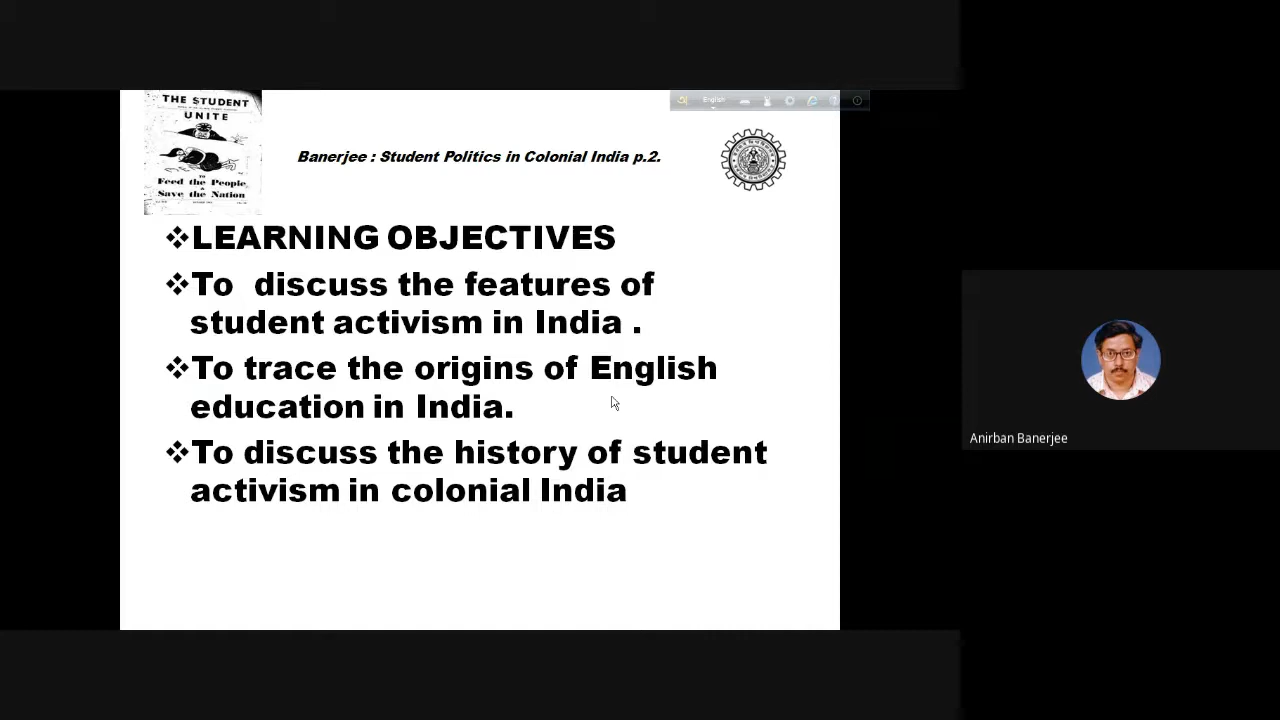 THE STUDENT
UNITE
TO
Feed the People
&
Save the Nation
English
Banerjee : Student Politics in Colonial India p.2.
❖LEARNING OBJECTIVES
❖To discuss the features of
student activism in India .
❖To trace the origins of English
education in India.
❖To discuss the history of student
activism in colonial India
Anirban Banerjee